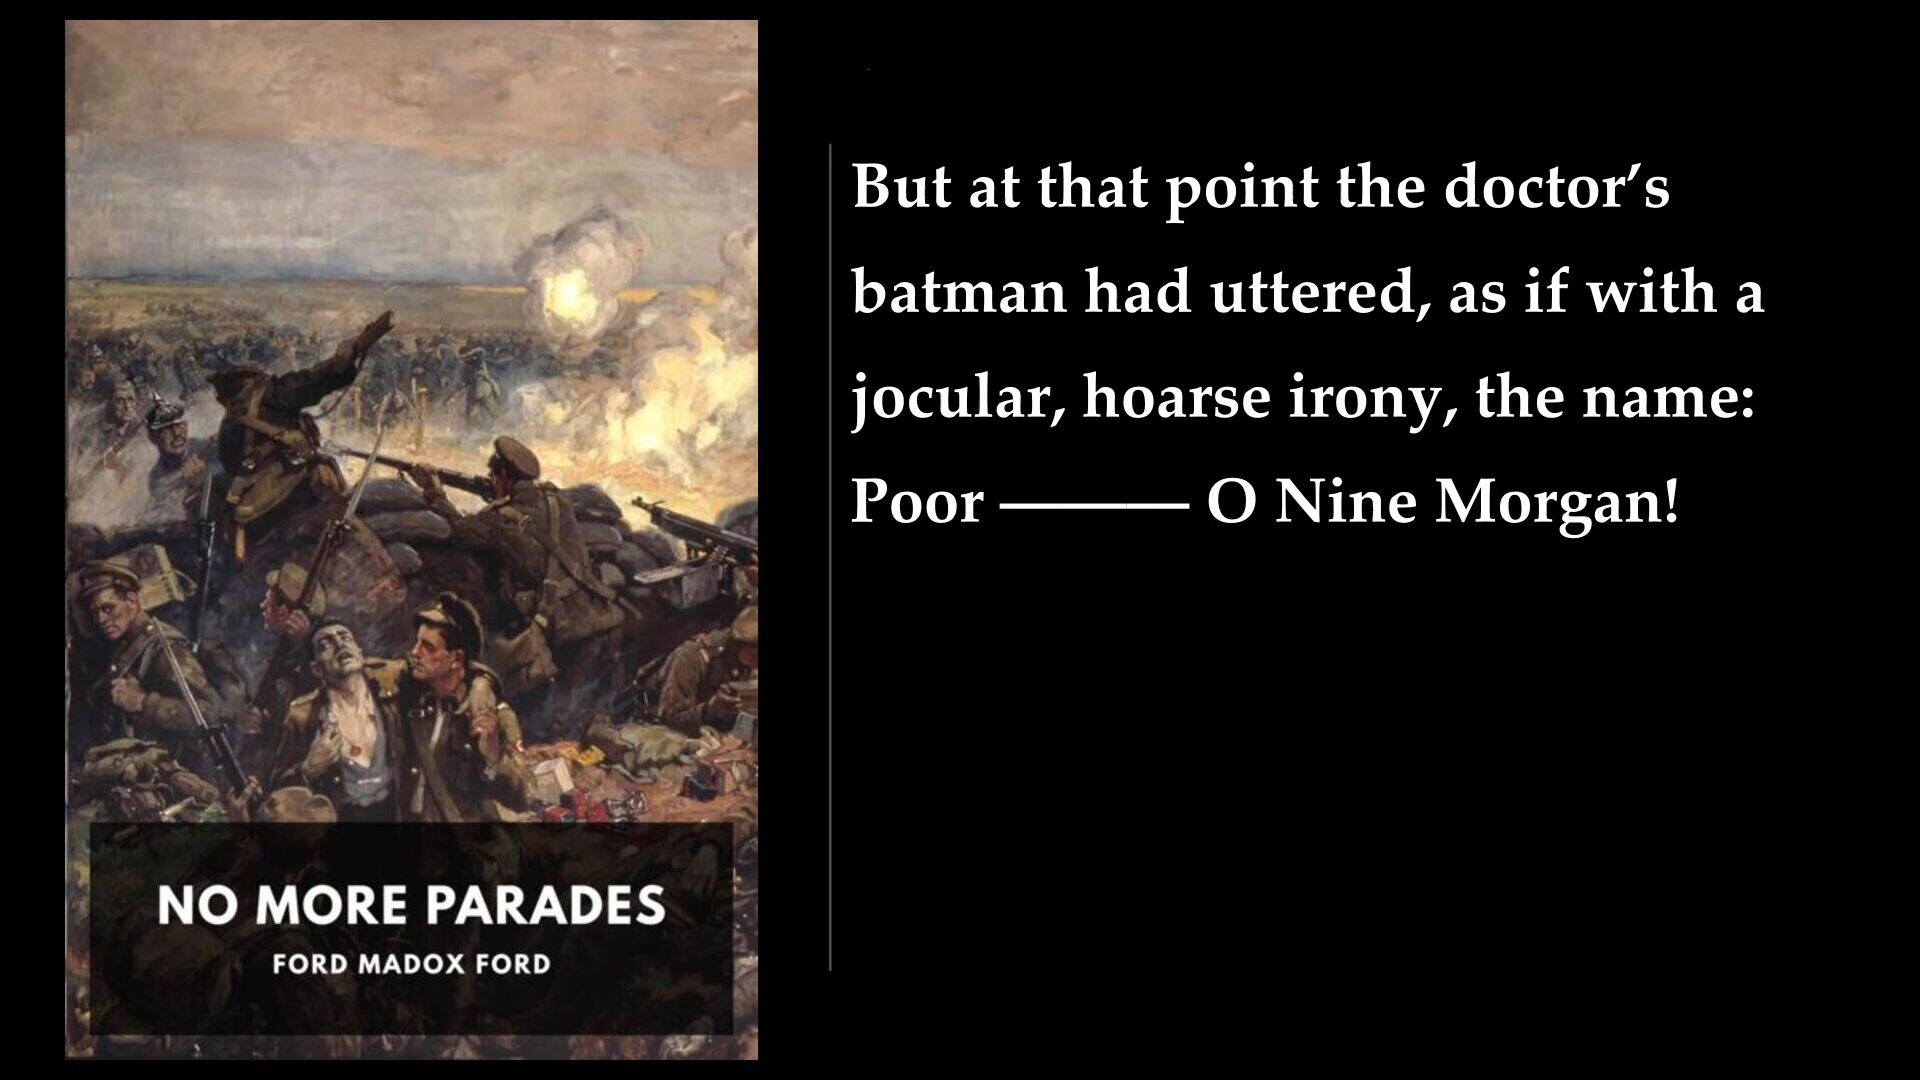 But at that point the doctor’s
batman had uttered, as if with a
jocular, hoarse irony, the name:
Poor ——— O Nine Morgan!
NO MORE PARADES
FORD MADOX FORD